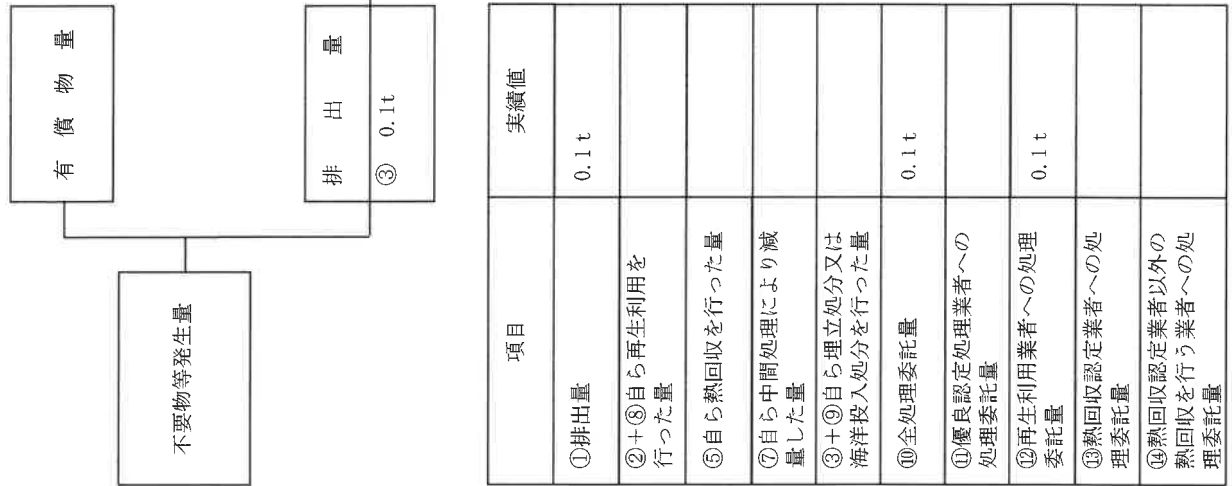 有償物量
不要物等発生量
排出量
③ 0.1t
項目 実績値
①排出量 0.1t
②+⑧自ら再生利用を
行った量
⑤自ら熱回収を行った量
⑦自ら中間処理により減
量した量
③+⑨自ら埋立処分又は
海洋投入処分を行った量
⑩全処理委託量 0.1t
⑪優良認定処理業者への
処理委託量
⑫再生利用業者への処理
委託量 0.1t
⑬熱回収認定業者への処
理委託量
⑭熱回収認定業者以外の
熱回収を行う業者への処
理委託量